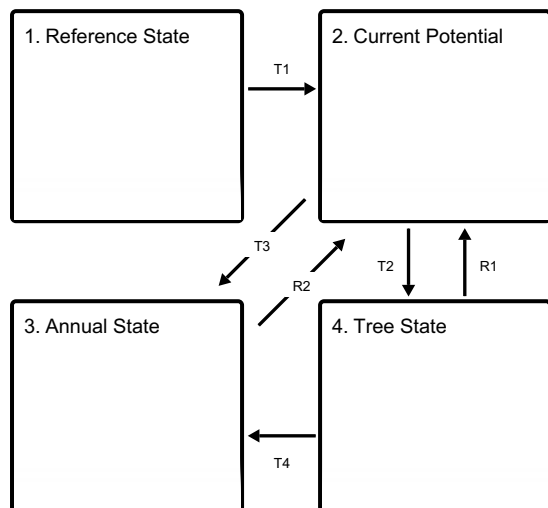 1. Reference State
2. Current Potential
T1
T3
R2
T2
R1
3. Annual State
4. Tree State
T4